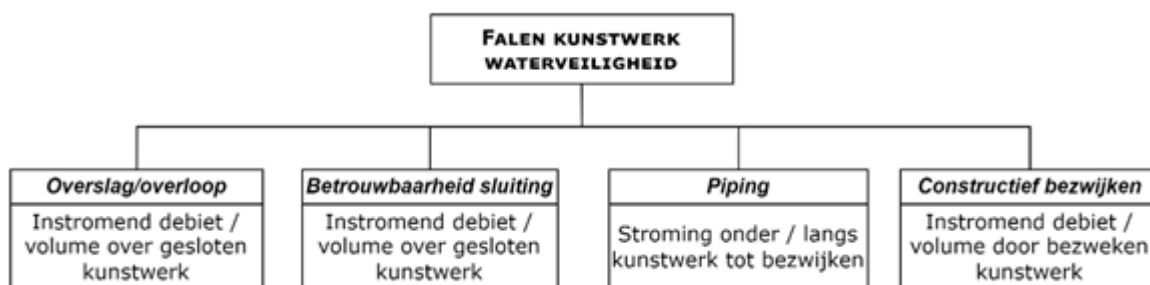 FALEN KUNSTWERK
WATERVEILIGHEID
Overslag/overloop
Instromend debiet /
volume over gesloten
kunstwerk
Betrouwbaarheid sluiting
Instromend debiet /
volume over gesloten
kunstwerk
Piping
Stroming onder / langs
kunstwerk tot bezwijken
Constructief bezwijken
Instromend debiet /
volume door bezweken
kunstwerk